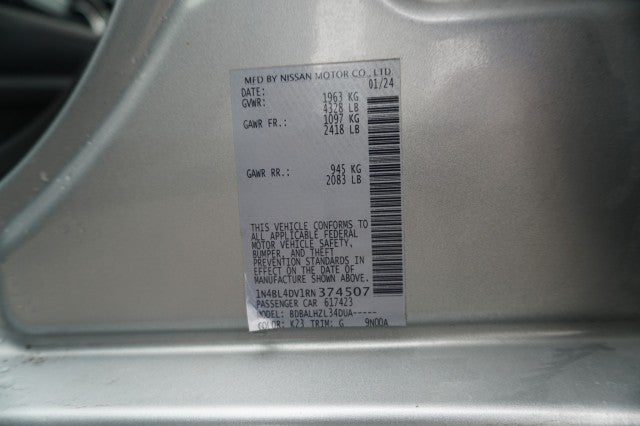 MFD BY NISSAN MOTOR CO., LTD.
DATE: 01/24
GVWR: 1963 KG
4328 LB
GAWR FR.: 1097 KG
2418 LB
GAWR RR.: 945 KG
2083 LB
THIS VEHICLE CONFORMS TO
ALL APPLICABLE FEDERAL
MOTOR VEHICLE SAFETY,
BUMPER, AND THEFT
PREVENTION STANDARDS IN
EFFECT ON THE DATE OF
MANUFACTURE SHOWN ABOVE.
1N4BL4DV1RN374507
PASSENGER CAR 617423
MODEL: BDBALHZL34DUA-----
COLOR: K23 TRIM: G 9NODA